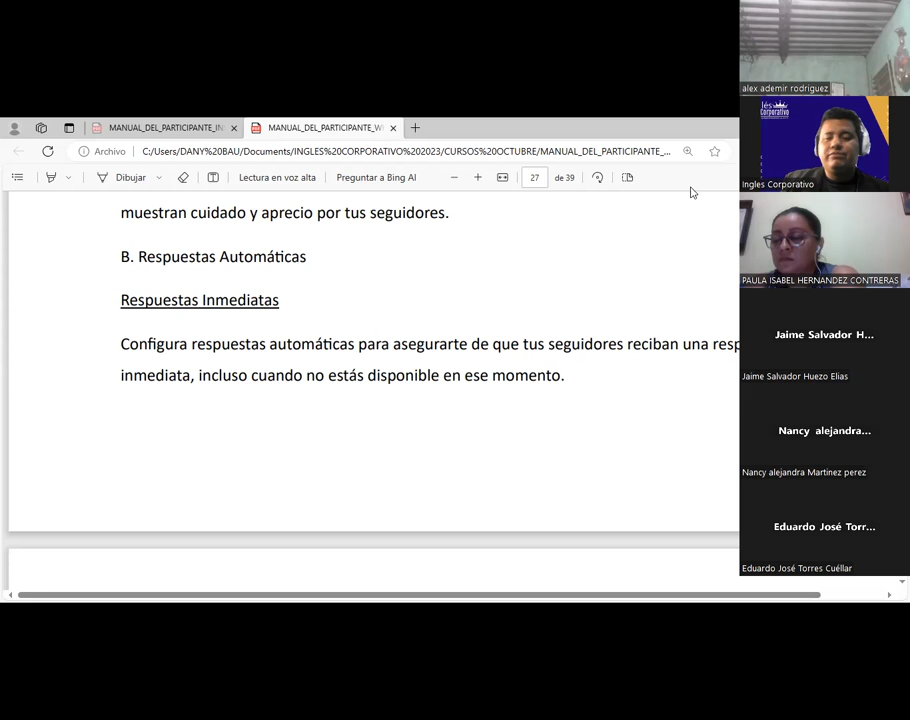 alex ademir rodriguez
Inglés
Corporativo
Ingles Corporativo
PAULA ISABEL HERNANDEZ CONTRERAS
Jaime Salvador H...
Jaime Salvador Huezo Elias
Nancy alejandra...
Nancy alejandra Martinez perez
Eduardo José Torr...
Eduardo José Torres Cuéllar
MANUAL_DEL_PARTICIPANTE_IN
MANUAL_DEL_PARTICIPANTE_W
Archivo
C:/Users/DANY%20BAU/Documents/INGLES%20CORPORATIVO%202023/CURSOS%20OCTUBRE/MANUAL_DEL_PARTICIPANTE_...
Dibujar
Lectura en voz alta
Preguntar a Bing AI
27
de 39
muestran cuidado y aprecio por tus seguidores.
B. Respuestas Automáticas
Respuestas Inmediatas
Configura respuestas automáticas para asegurarte de que tus seguidores reciban una resp
inmediata, incluso cuando no estás disponible en ese momento.